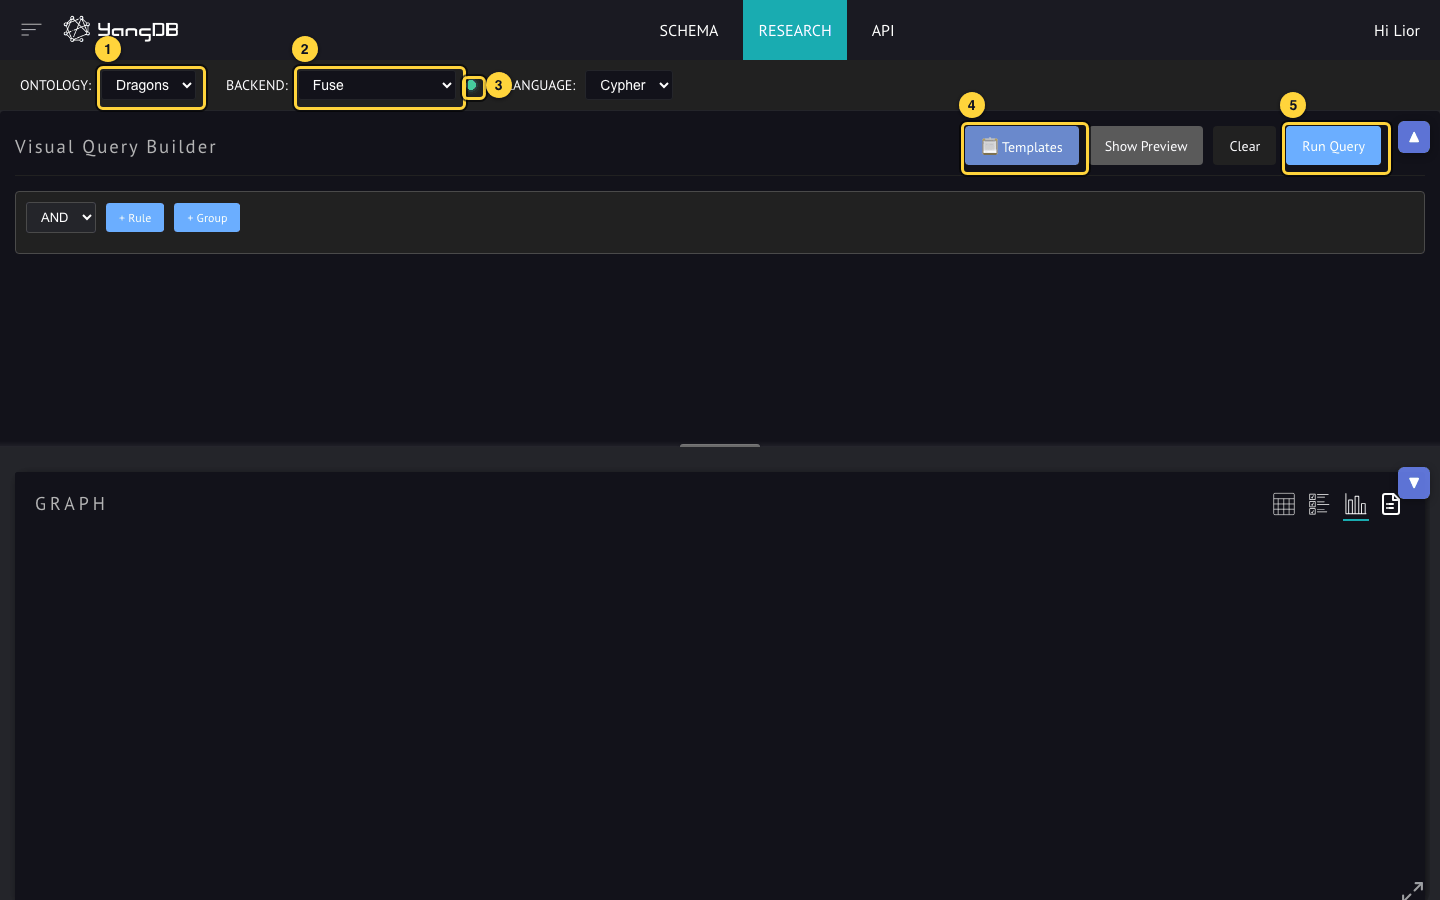 YangDB
SCHEMA RESEARCH API Hi Lior
1 2
ONTOLOGY: Dragons BACKEND: Fuse 3 LANGUAGE: Cypher
4 5
Visual Query Builder Templates Show Preview Clear Run Query
AND + Rule + Group
GRAPH